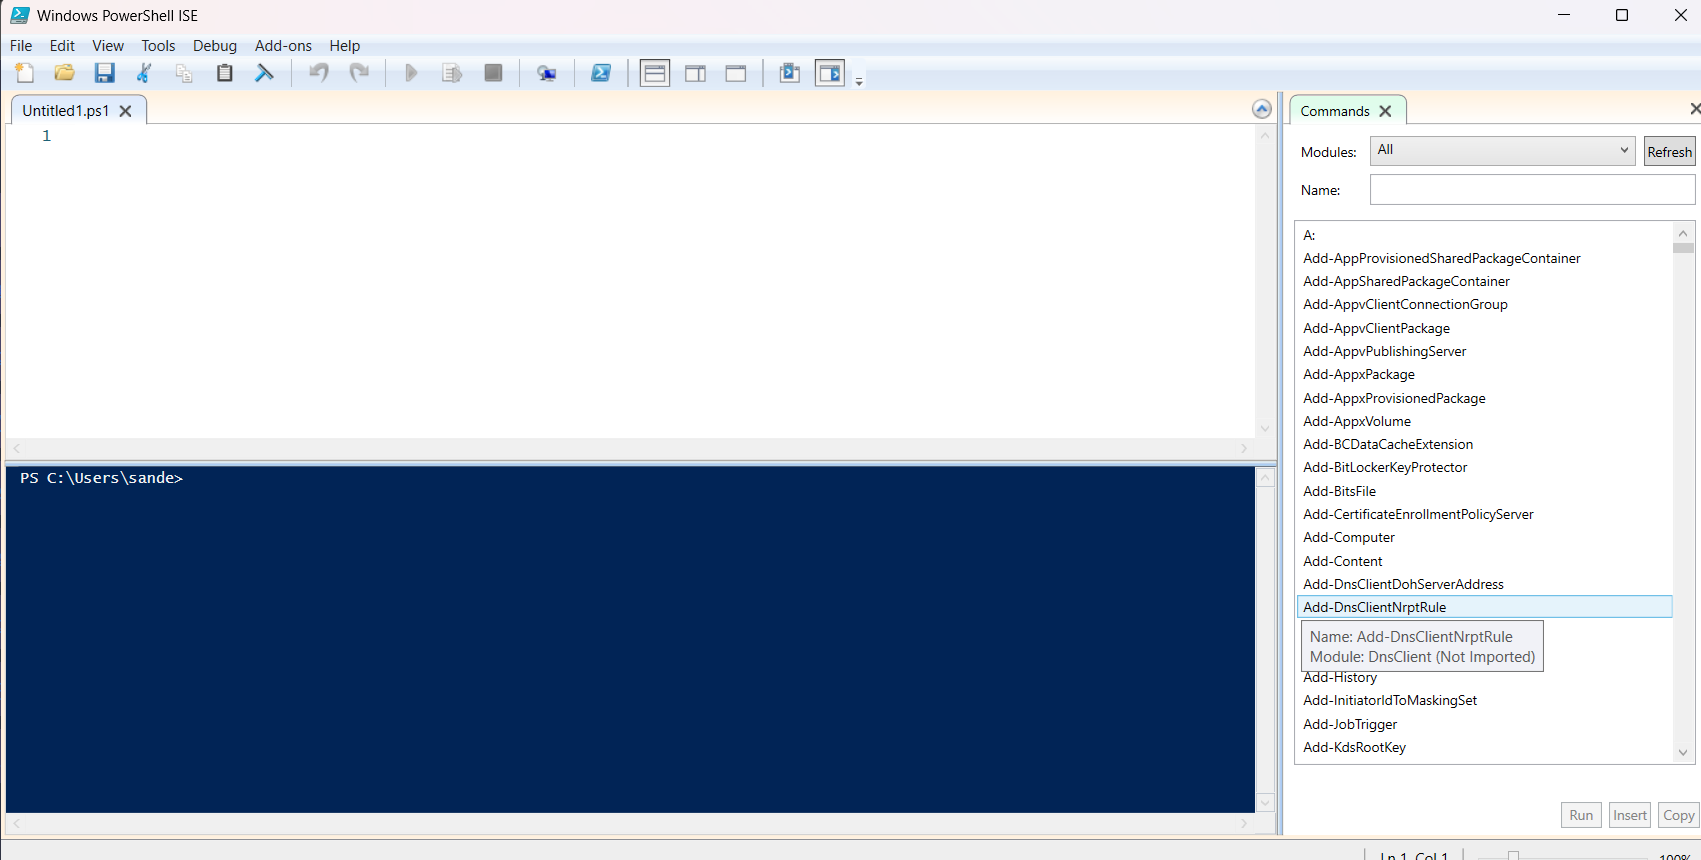 Windows PowerShell ISE
File Edit View Tools Debug Add-ons Help
Untitled1.ps1
1
PS C:\Users\sande>
Commands
Modules: All Refresh
Name:
A:
Add-AppProvisionedSharedPackageContainer
Add-AppSharedPackageContainer
Add-AppvClientConnectionGroup
Add-AppvClientPackage
Add-AppvPublishingServer
Add-AppxPackage
Add-AppxProvisionedPackage
Add-AppxVolume
Add-BCDataCacheExtension
Add-BitLockerKeyProtector
Add-BitsFile
Add-CertificateEnrollmentPolicyServer
Add-Computer
Add-Content
Add-DnsClientDohServerAddress
Add-DnsClientNrptRule
Name: Add-DnsClientNrptRule
Module: DnsClient (Not Imported)
Add-History
Add-InitiatorIdToMaskingSet
Add-JobTrigger
Add-KdsRootKey
Run Insert Copy
Ln 1 Col 1 100%